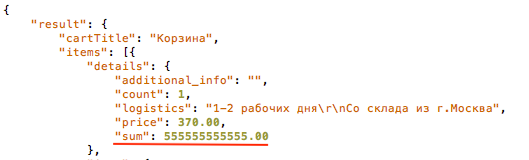 {
"result": {
"cartTitle": "Корзина",
"items": [{
"details": {
"additional_info": "",
"count": 1,
"logistics": "1-2 рабочих дня\r\nСо склада из г.Москва",
"price": 370.00,
"sum": 555555555555.00
},